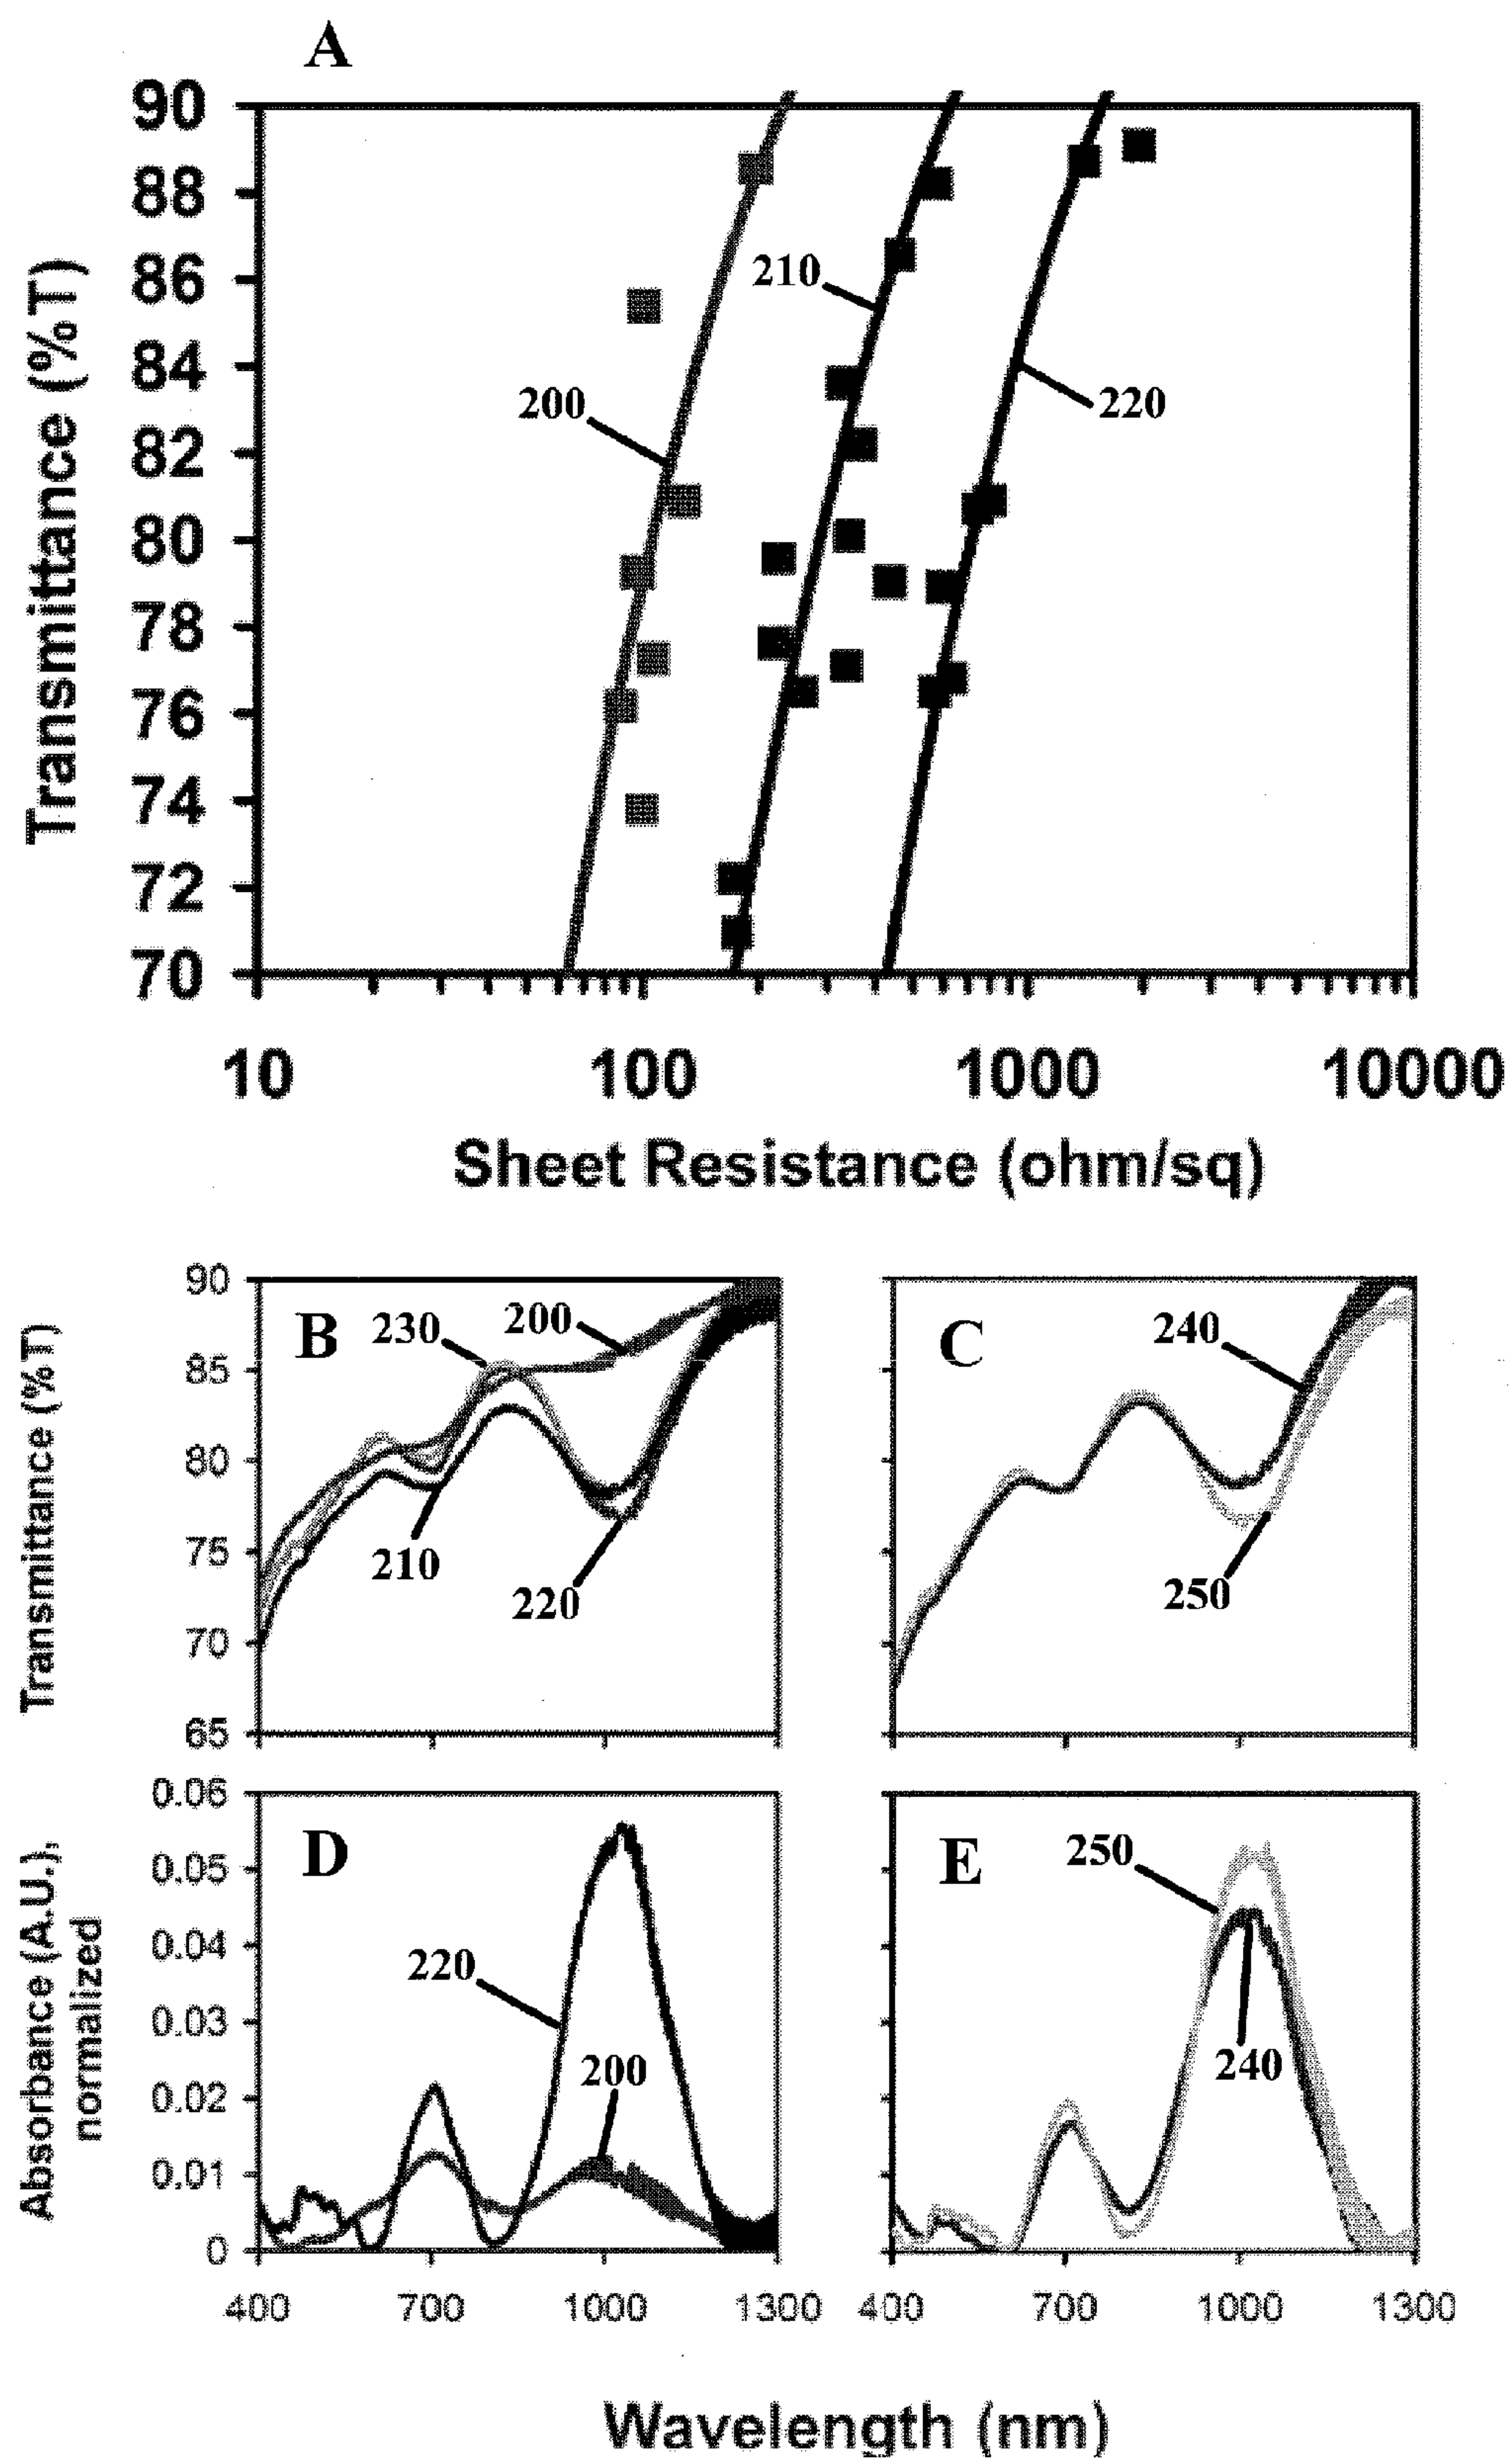 A
90
88
86
84
82
80
78
76
74
72
70
Transmittance (%T)
200
210
220
10 100 1000 10000
Sheet Resistance (ohm/sq)
B
230
200
210
220
90
85
80
75
70
65
Transmittance (%T)
C
240
250
D
220
200
0.06
0.05
0.04
0.03
0.02
0.01
0
Absorbance (A.U.),
normalized
E
250
240
400 700 1000 1300 400 700 1000 1300
Wavelength (nm)